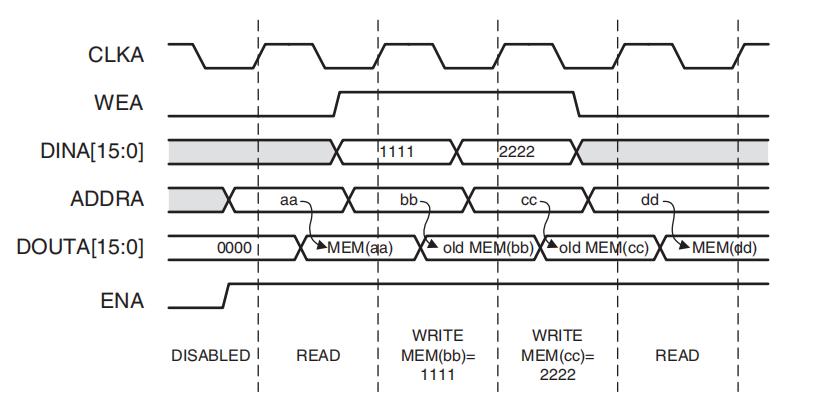 CLKA
WEA
DINA[15:0] 1111 2222
ADDRA aa bb cc dd
DOUTA[15:0] 0000 MEM(aa) old MEM(bb) old MEM(cc) MEM(dd)
ENA
DISABLED READ WRITE MEM(bb)= 1111 WRITE MEM(cc)= 2222 READ